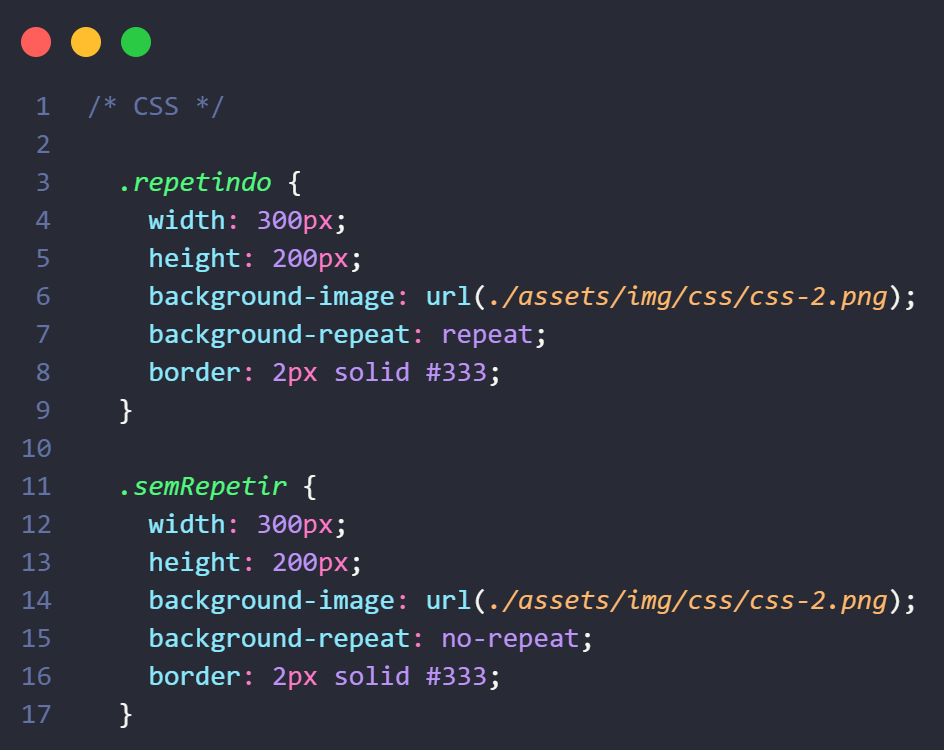 1 /* CSS */
2
3 .repetindo {
4 width: 300px;
5 height: 200px;
6 background-image: url(./assets/img/css/css-2.png);
7 background-repeat: repeat;
8 border: 2px solid #333;
9 }
10
11 .semRepetir {
12 width: 300px;
13 height: 200px;
14 background-image: url(./assets/img/css/css-2.png);
15 background-repeat: no-repeat;
16 border: 2px solid #333;
17 }